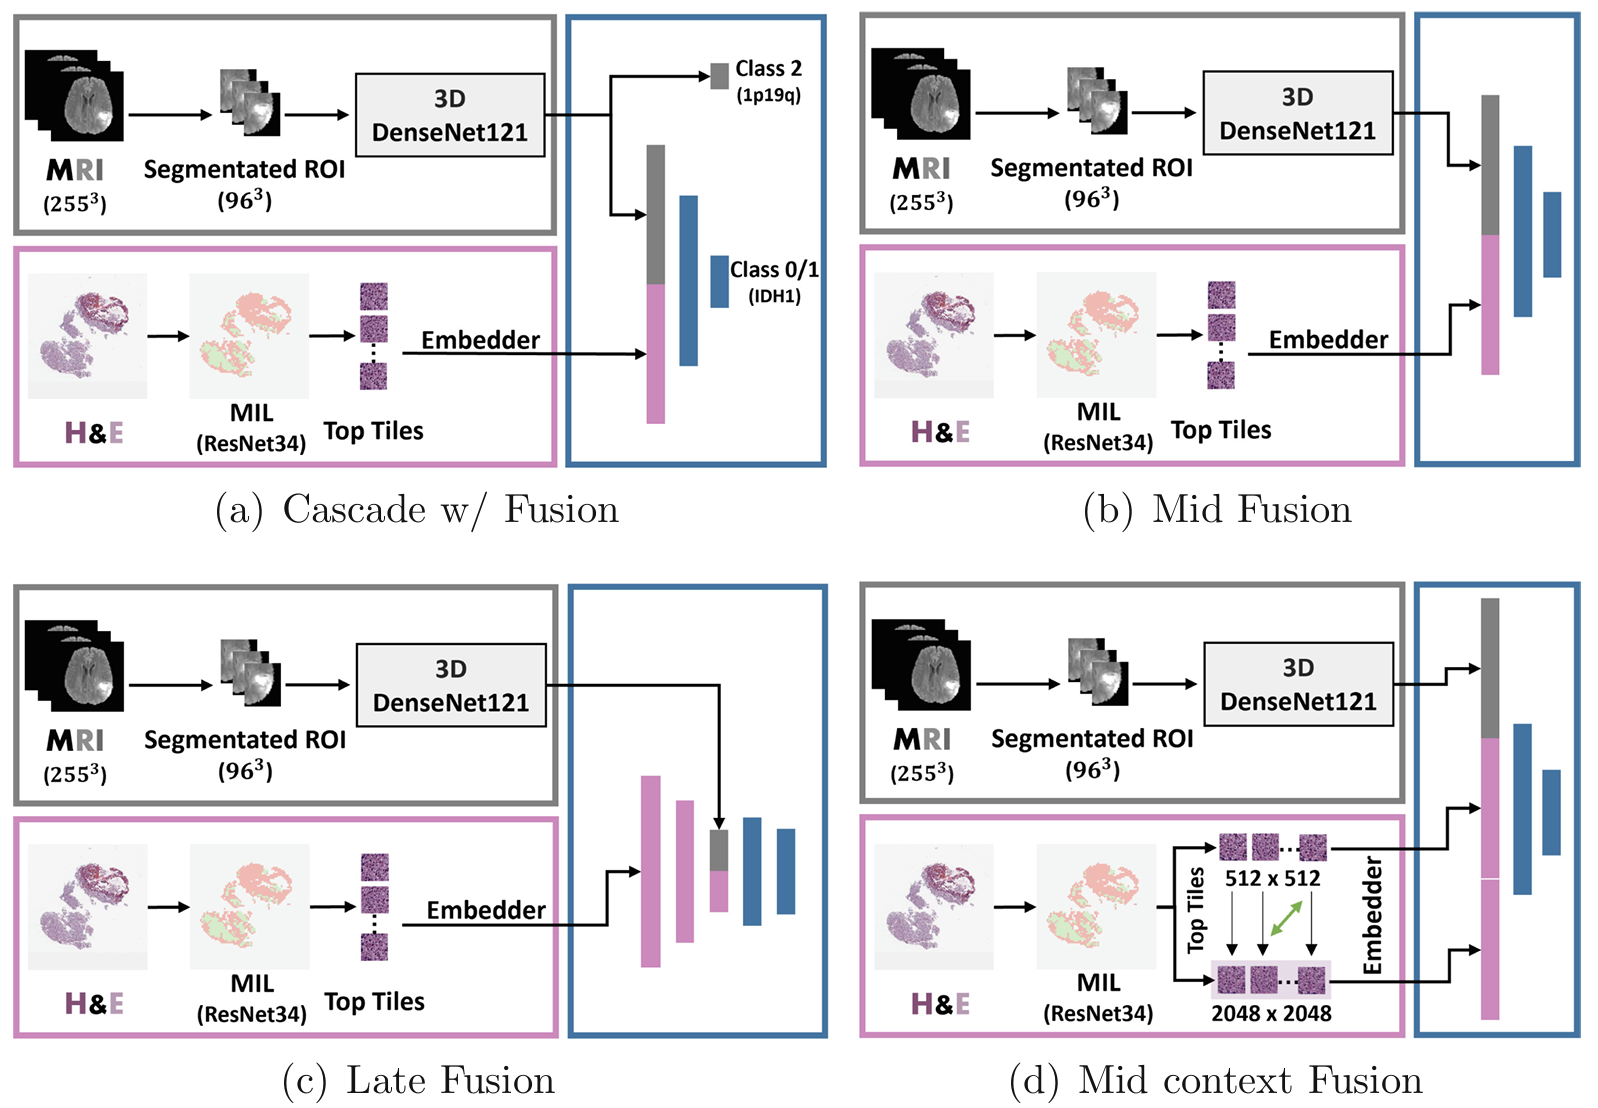 MRI
(255³)
Segmentated ROI
(96³)
3D
DenseNet121
Class 2
(1p19q)
Class 0/1
(IDH1)
H&E
MIL
(ResNet34)
Top Tiles
Embedder
(a) Cascade w/ Fusion
MRI
(255³)
Segmentated ROI
(96³)
3D
DenseNet121
H&E
MIL
(ResNet34)
Top Tiles
Embedder
(b) Mid Fusion
MRI
(255³)
Segmentated ROI
(96³)
3D
DenseNet121
H&E
MIL
(ResNet34)
Top Tiles
Embedder
(c) Late Fusion
MRI
(255³)
Segmentated ROI
(96³)
3D
DenseNet121
H&E
MIL
(ResNet34)
Top Tiles
512 x 512
2048 x 2048
Embedder
(d) Mid context Fusion